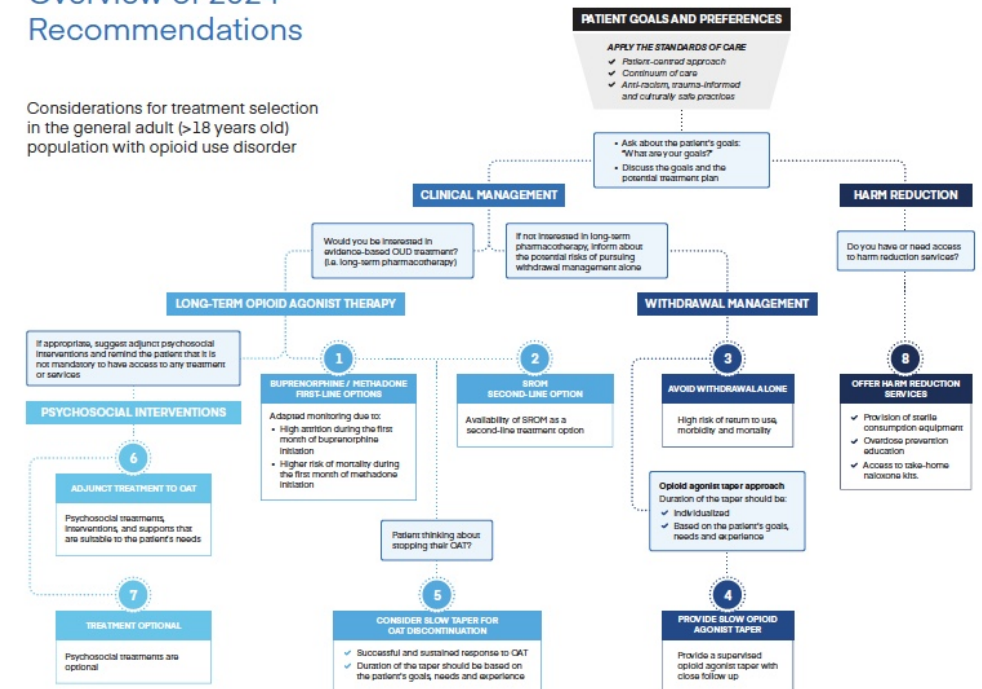 Overview of 2024
Recommendations
Considerations for treatment selection
in the general adult (>18 years old)
population with opioid use disorder
PATIENT GOALS AND PREFERENCES
APPLY THE STANDARDS OF CARE
✔ Patient-centred approach
✔ Continuum of care
✔ Anti-racism, trauma-informed
and culturally safe practices
• Ask about the patient's goals:
"What are your goals?"
• Discuss the goals and the
potential treatment plan
CLINICAL MANAGEMENT
HARM REDUCTION
Would you be interested in
evidence-based OUD treatment?
(i.e. long-term pharmacotherapy)
If not interested in long-term
pharmacotherapy, inform about
the potential risks of pursuing
withdrawal management alone
Do you have or need access
to harm reduction services?
LONG-TERM OPIOID AGONIST THERAPY
WITHDRAWAL MANAGEMENT
If appropriate, suggest adjunct psychosocial
interventions and remind the patient that it is
not mandatory to have access to any treatment
or services
1
BUPRENORPHINE / METHADONE
FIRST-LINE OPTIONS
Adapted monitoring due to:
• High attrition during the first
month of buprenorphine
initiation
• Higher risk of mortality during
the first month of methadone
initiation
2
SROM
SECOND-LINE OPTION
Availability of SROM as a
second-line treatment option
3
AVOID WITHDRAWAL ALONE
High risk of return to use,
morbidity and mortality
8
OFFER HARM REDUCTION
SERVICES
✔ Provision of sterile
consumption equipment
✔ Overdose prevention
education
✔ Access to take-home
naloxone kits.
PSYCHOSOCIAL INTERVENTIONS
6
ADJUNCT TREATMENT TO OAT
Psychosocial treatments,
interventions, and supports that
are suitable to the patient's needs
Opioid agonist taper approach
Duration of the taper should be:
✔ Individualized
✔ Based on the patient's goals,
needs and experience
Patient thinking about
stopping their OAT?
7
TREATMENT OPTIONAL
Psychosocial treatments are
optional
5
CONSIDER SLOW TAPER FOR
OAT DISCONTINUATION
✔ Successful and sustained response to OAT
✔ Duration of the taper should be based on
the patient's goals, needs and experience
4
PROVIDE SLOW OPIOID
AGONIST TAPER
Provide a supervised
opioid agonist taper with
close follow up